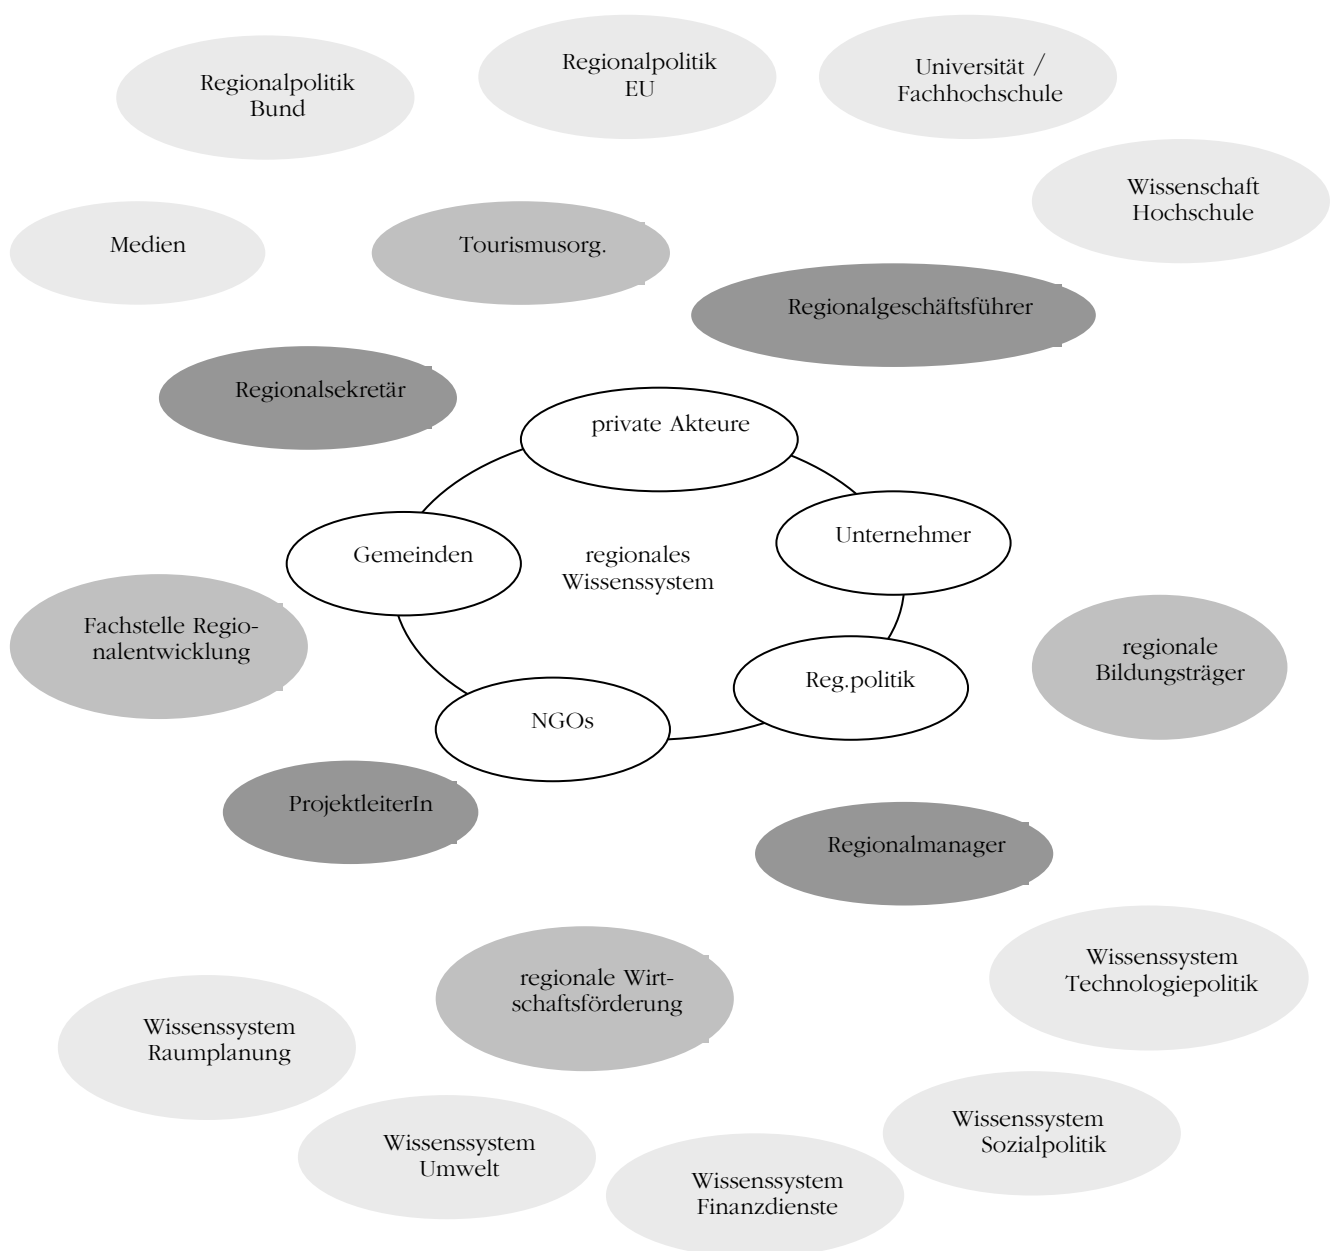 Regionalpolitik
Bund
Regionalpolitik
EU
Universität /
Fachhochschule
Wissenschaft
Hochschule
Medien
Tourismusorg.
Regionalgeschäftsführer
Regionalsekretär
private Akteure
Unternehmer
Gemeinden
regionales
Wissenssystem
Fachstelle Regio-
nalentwicklung
regionale
Bildungsträger
Reg.politik
NGOs
ProjektleiterIn
Regionalmanager
regionale Wirt-
schaftsförderung
Wissenssystem
Technologiepolitik
Wissenssystem
Raumplanung
Wissenssystem
Umwelt
Wissenssystem
Sozialpolitik
Wissenssystem
Finanzdienste